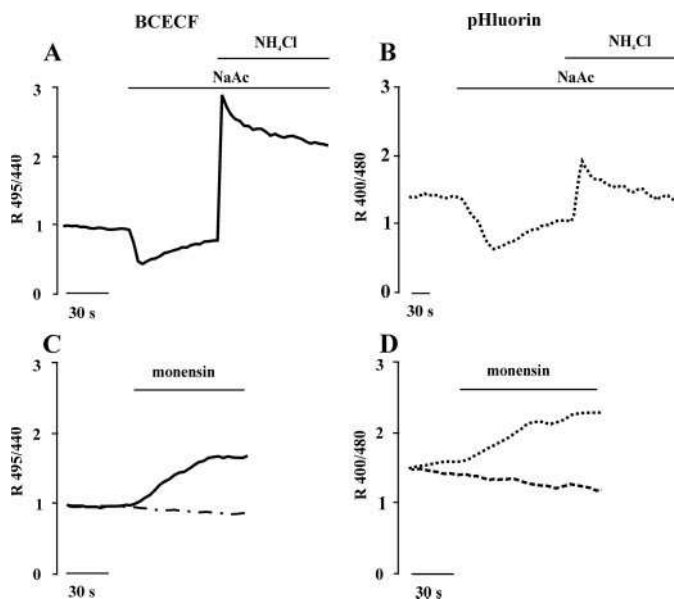 BCECF
pHluorin
A
NH₄Cl
NaAc
3
2
1
0
R 495/440
30 s
B
NH₄Cl
NaAc
3
2
1
0
R 400/480
30 s
C
monensin
3
2
1
0
R 495/440
30 s
D
monensin
3
2
1
0
R 400/480
30 s